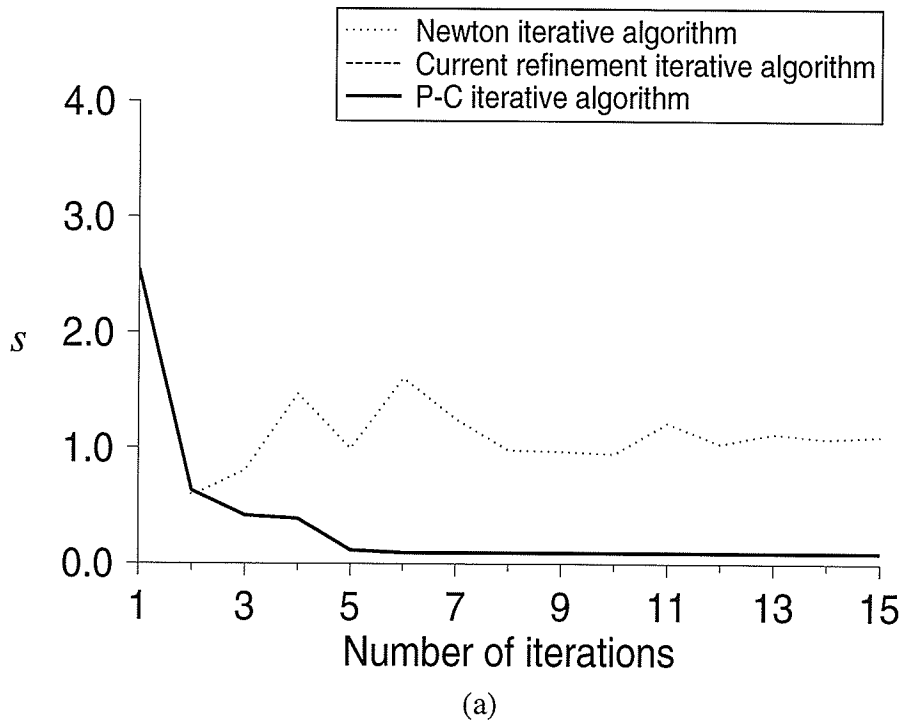 Newton iterative algorithm
Current refinement iterative algorithm
P-C iterative algorithm
4.0
3.0
2.0
1.0
0.0
s
1 3 5 7 9 11 13 15
Number of iterations
(a)